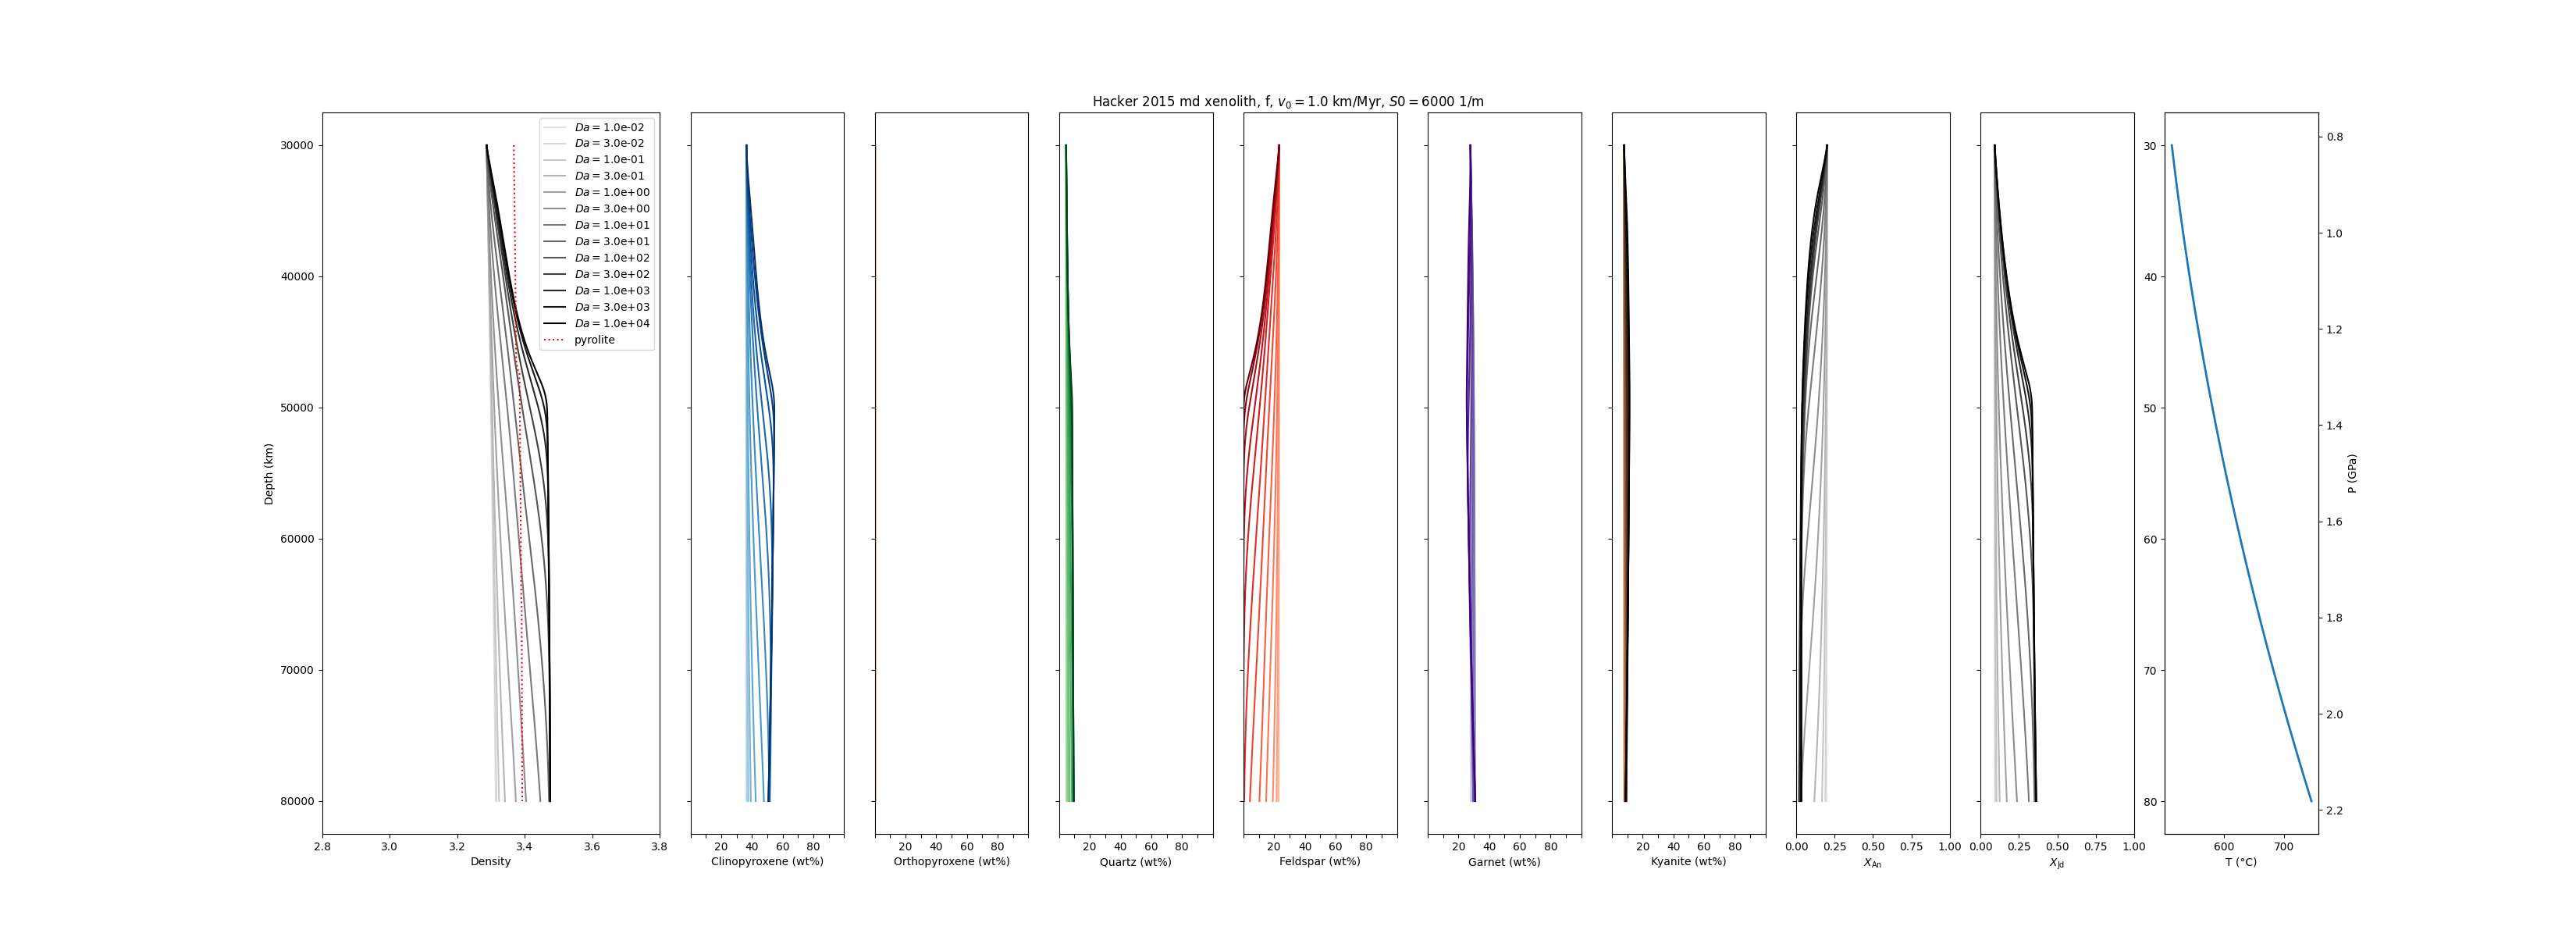 Hacker 2015 md xenolith, f, v₀ = 1.0 km/Myr, S0 = 6000 1/m
Da = 1.0e-02
Da = 3.0e-02
Da = 1.0e-01
Da = 3.0e-01
Da = 1.0e+00
Da = 3.0e+00
Da = 1.0e+01
Da = 3.0e+01
Da = 1.0e+02
Da = 3.0e+02
Da = 1.0e+03
Da = 3.0e+03
Da = 1.0e+04
pyrolite
Depth (km)
30000
40000
50000
60000
70000
80000
2.8 3.0 3.2 3.4 3.6 3.8
Density
20 40 60 80
Clinopyroxene (wt%)
20 40 60 80
Orthopyroxene (wt%)
20 40 60 80
Quartz (wt%)
20 40 60 80
Feldspar (wt%)
20 40 60 80
Garnet (wt%)
20 40 60 80
Kyanite (wt%)
0.00 0.25 0.50 0.75 1.00
X_An
0.00 0.25 0.50 0.75 1.00
X_Jd
30
40
50
60
70
80
600 700
T (°C)
0.8
1.0
1.2
1.4
1.6
1.8
2.0
2.2
P (GPa)